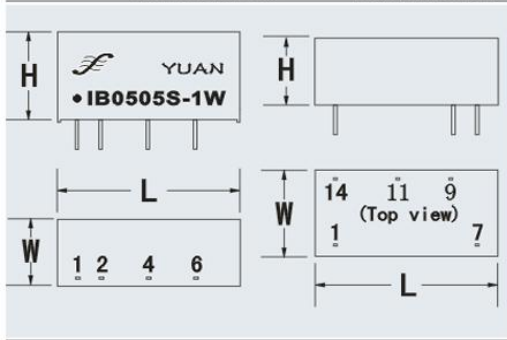 H
YUAN
IB0505S-1W
H
L
W
1 2 4 6
W
14 11 9
(Top view)
1 7
L